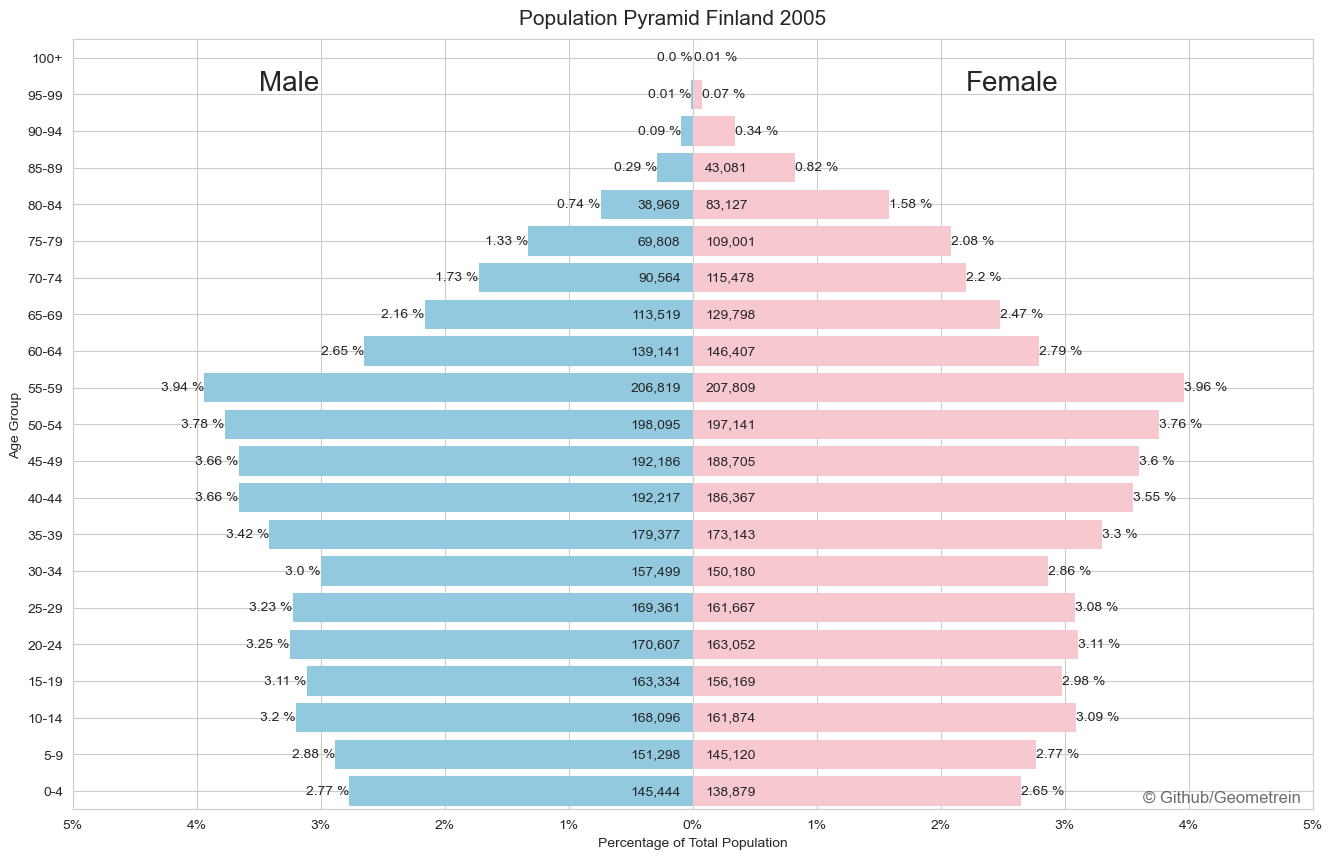 Population Pyramid Finland 2005
Male
Female
100+ 0.0 % 0.01 %
95-99 0.01 % 0.07 %
90-94 0.09 % 0.34 %
85-89 0.29 % 43,081 0.82 %
80-84 0.74 % 38,969 83,127 1.58 %
75-79 1.33 % 69,808 109,001 2.08 %
70-74 1.73 % 90,564 115,478 2.2 %
65-69 2.16 % 113,519 129,798 2.47 %
60-64 2.65 % 139,141 146,407 2.79 %
55-59 3.94 % 206,819 207,809 3.96 %
50-54 3.78 % 198,095 197,141 3.76 %
45-49 3.66 % 192,186 188,705 3.6 %
40-44 3.66 % 192,217 186,367 3.55 %
35-39 3.42 % 179,377 173,143 3.3 %
30-34 3.0 % 157,499 150,180 2.86 %
25-29 3.23 % 169,361 161,667 3.08 %
20-24 3.25 % 170,607 163,052 3.11 %
15-19 3.11 % 163,334 156,169 2.98 %
10-14 3.2 % 168,096 161,874 3.09 %
5-9 2.88 % 151,298 145,120 2.77 %
0-4 2.77 % 145,444 138,879 2.65 %
© Github/Geometrein
5% 4% 3% 2% 1% 0% 1% 2% 3% 4% 5%
Percentage of Total Population
Age Group